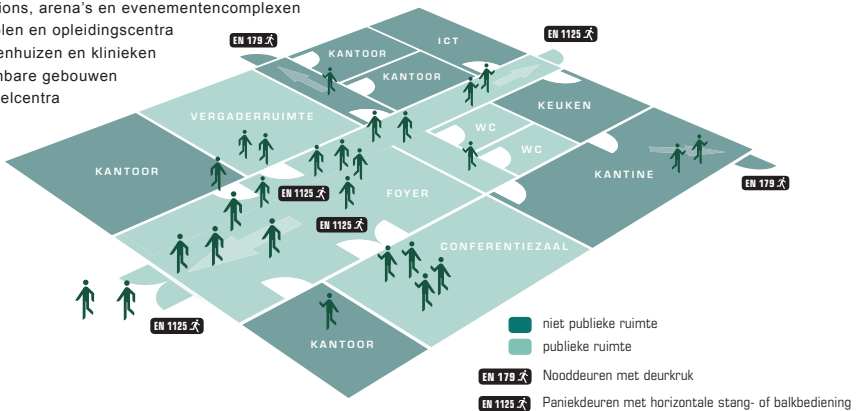 ions, arena's en evenementencomplexen
len en opleidingscentra
enhuizen en klinieken
nbare gebouwen
elcentra
EN 179
ICT
EN 1125
KANTOOR
KANTOOR
KEUKEN
VERGADERRUIMTE
WC
WC
KANTOOR
KANTINE
EN 179
EN 1125
FOYER
EN 1125
CONFERENTIEZAAL
EN 1125
KANTOOR
niet publieke ruimte
publieke ruimte
EN 179 Nooddeuren met deurkruk
EN 1125 Paniekdeuren met horizontale stang- of balkbediening